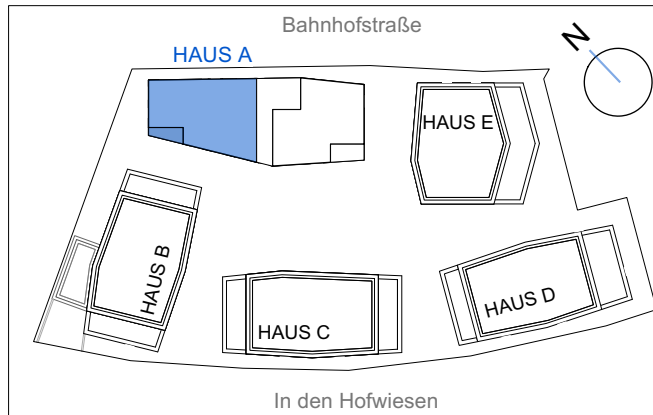 Bahnhofstraße
HAUS A
N
HAUS E
HAUS B
HAUS C
HAUS D
In den Hofwiesen